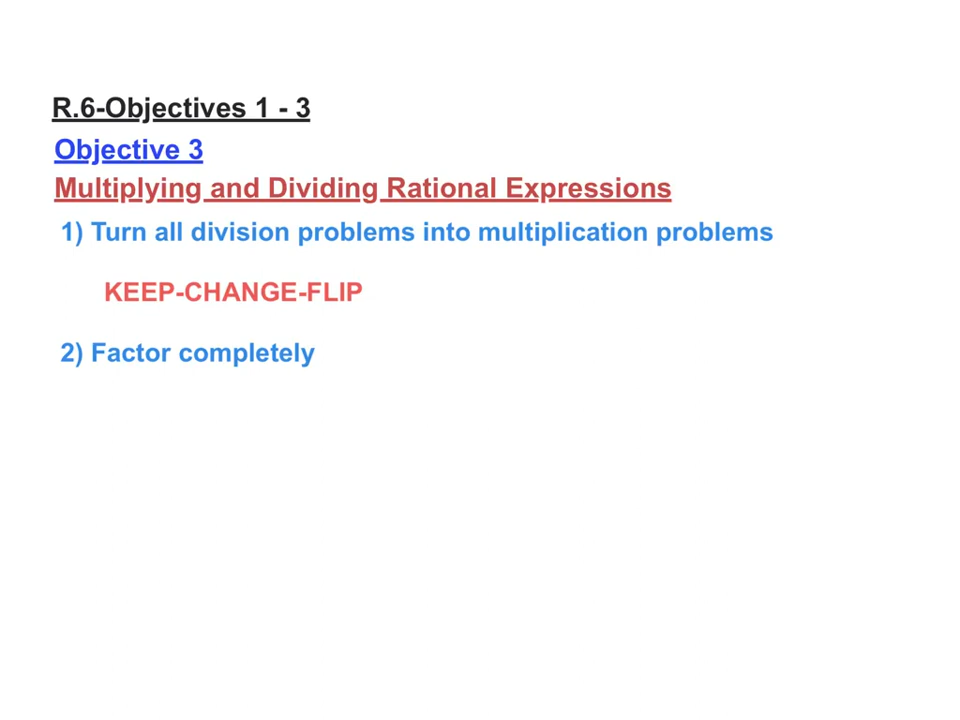 R.6-Objectives 1 - 3
Objective 3
Multiplying and Dividing Rational Expressions
1) Turn all division problems into multiplication problems
KEEP-CHANGE-FLIP
2) Factor completely